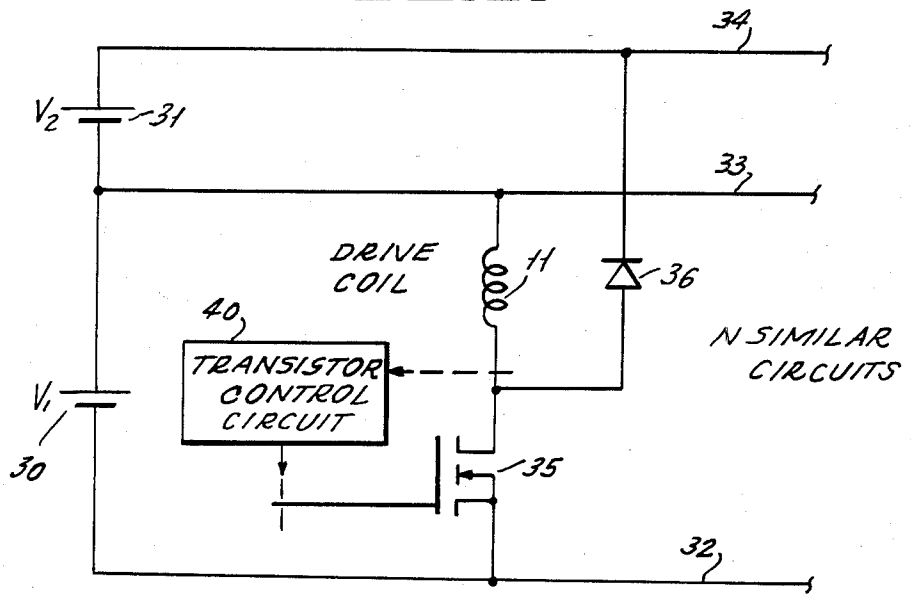 34
V2
31
33
DRIVE
COIL
11
36
40
N SIMILAR
CIRCUITS
TRANSISTOR
CONTROL
CIRCUIT
V1
30
35
32